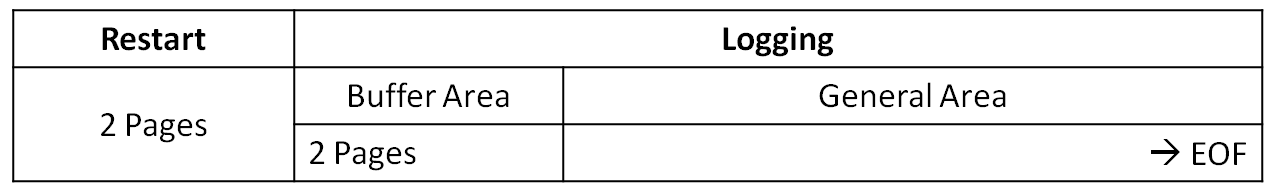 Restart
Logging
2 Pages
Buffer Area
General Area
2 Pages
→ EOF